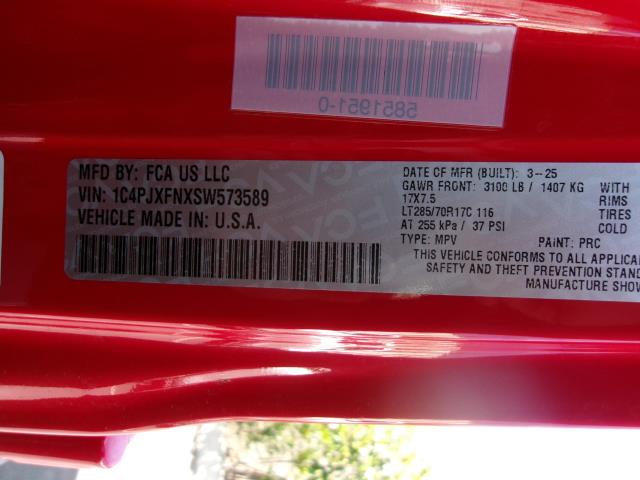 5851951-0
MFD BY: FCA US LLC
VIN: 1C4PJXFNXSW573589
VEHICLE MADE IN: U.S.A.
DATE OF MFR (BUILT): 3-25
GAWR FRONT: 3100 LB / 1407 KG WITH
17X7.5 RIMS
LT285/70R17C 116 TIRES
AT 255 kPa / 37 PSI COLD
TYPE: MPV PAINT: PRC
THIS VEHICLE CONFORMS TO ALL APPLICAB
SAFETY AND THEFT PREVENTION STAND
MANUFACTURE SHOW